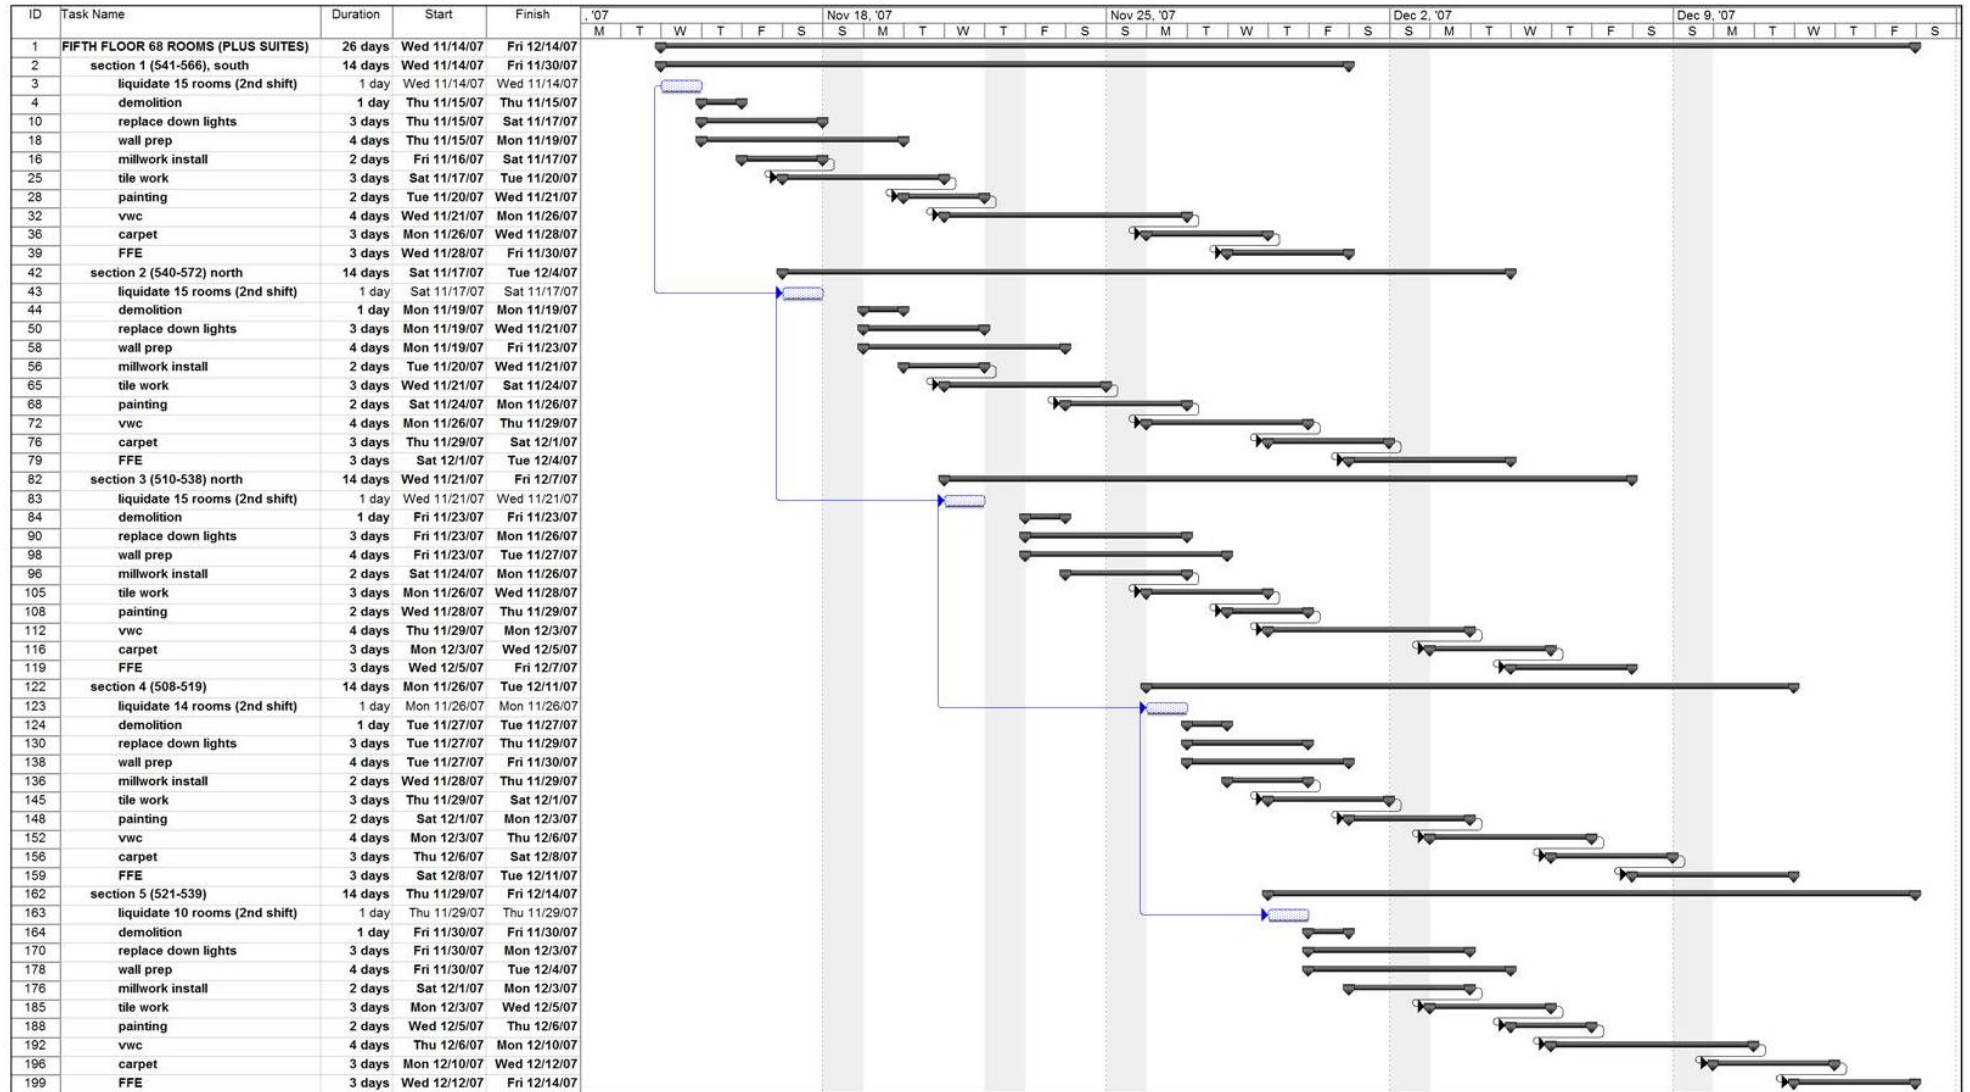 ID Task Name Duration Start Finish , '07 Nov 18, '07 Nov 25, '07 Dec 2, '07 Dec 9, '07
M T W T F S S M T W T F S S M T W T F S S M T W T F S S M T W T F S
1 FIFTH FLOOR 68 ROOMS (PLUS SUITES) 26 days Wed 11/14/07 Fri 12/14/07
2 section 1 (541-566), south 14 days Wed 11/14/07 Fri 11/30/07
3 liquidate 15 rooms (2nd shift) 1 day Wed 11/14/07 Wed 11/14/07
4 demolition 1 day Thu 11/15/07 Thu 11/15/07
10 replace down lights 3 days Thu 11/15/07 Sat 11/17/07
18 wall prep 4 days Thu 11/15/07 Mon 11/19/07
16 millwork install 2 days Fri 11/16/07 Sat 11/17/07
25 tile work 3 days Sat 11/17/07 Tue 11/20/07
28 painting 2 days Tue 11/20/07 Wed 11/21/07
32 vwc 4 days Wed 11/21/07 Mon 11/26/07
36 carpet 3 days Mon 11/26/07 Wed 11/28/07
39 FFE 3 days Wed 11/28/07 Fri 11/30/07
42 section 2 (540-572) north 14 days Sat 11/17/07 Tue 12/4/07
43 liquidate 15 rooms (2nd shift) 1 day Sat 11/17/07 Sat 11/17/07
44 demolition 1 day Mon 11/19/07 Mon 11/19/07
50 replace down lights 3 days Mon 11/19/07 Wed 11/21/07
58 wall prep 4 days Mon 11/19/07 Fri 11/23/07
56 millwork install 2 days Tue 11/20/07 Wed 11/21/07
65 tile work 3 days Wed 11/21/07 Sat 11/24/07
68 painting 2 days Sat 11/24/07 Mon 11/26/07
72 vwc 4 days Mon 11/26/07 Thu 11/29/07
76 carpet 3 days Thu 11/29/07 Sat 12/1/07
79 FFE 3 days Sat 12/1/07 Tue 12/4/07
82 section 3 (510-538) north 14 days Wed 11/21/07 Fri 12/7/07
83 liquidate 15 rooms (2nd shift) 1 day Wed 11/21/07 Wed 11/21/07
84 demolition 1 day Fri 11/23/07 Fri 11/23/07
90 replace down lights 3 days Fri 11/23/07 Mon 11/26/07
98 wall prep 4 days Fri 11/23/07 Tue 11/27/07
96 millwork install 2 days Sat 11/24/07 Mon 11/26/07
105 tile work 3 days Mon 11/26/07 Wed 11/28/07
108 painting 2 days Wed 11/28/07 Thu 11/29/07
112 vwc 4 days Thu 11/29/07 Mon 12/3/07
116 carpet 3 days Mon 12/3/07 Wed 12/5/07
119 FFE 3 days Wed 12/5/07 Fri 12/7/07
122 section 4 (508-519) 14 days Mon 11/26/07 Tue 12/11/07
123 liquidate 14 rooms (2nd shift) 1 day Mon 11/26/07 Mon 11/26/07
124 demolition 1 day Tue 11/27/07 Tue 11/27/07
130 replace down lights 3 days Tue 11/27/07 Thu 11/29/07
138 wall prep 4 days Tue 11/27/07 Fri 11/30/07
136 millwork install 2 days Wed 11/28/07 Thu 11/29/07
145 tile work 3 days Thu 11/29/07 Sat 12/1/07
148 painting 2 days Sat 12/1/07 Mon 12/3/07
152 vwc 4 days Mon 12/3/07 Thu 12/6/07
156 carpet 3 days Thu 12/6/07 Sat 12/8/07
159 FFE 3 days Sat 12/8/07 Tue 12/11/07
162 section 5 (521-539) 14 days Thu 11/29/07 Fri 12/14/07
163 liquidate 10 rooms (2nd shift) 1 day Thu 11/29/07 Thu 11/29/07
164 demolition 1 day Fri 11/30/07 Fri 11/30/07
170 replace down lights 3 days Fri 11/30/07 Mon 12/3/07
178 wall prep 4 days Fri 11/30/07 Tue 12/4/07
176 millwork install 2 days Sat 12/1/07 Mon 12/3/07
185 tile work 3 days Mon 12/3/07 Wed 12/5/07
188 painting 2 days Wed 12/5/07 Thu 12/6/07
192 vwc 4 days Thu 12/6/07 Mon 12/10/07
196 carpet 3 days Mon 12/10/07 Wed 12/12/07
199 FFE 3 days Wed 12/12/07 Fri 12/14/07